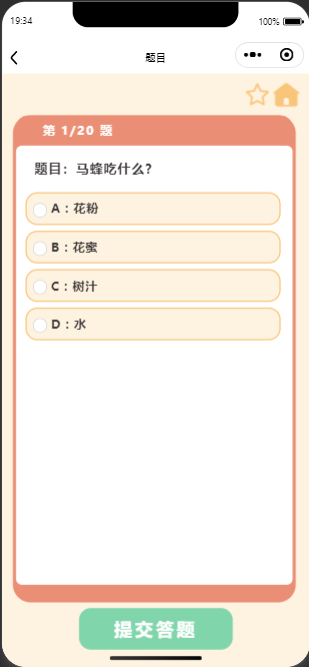 19:34
100%
题目
第 1/20 题
题目：马蜂吃什么?
A：花粉
B：花蜜
C：树汁
D：水
提交答题